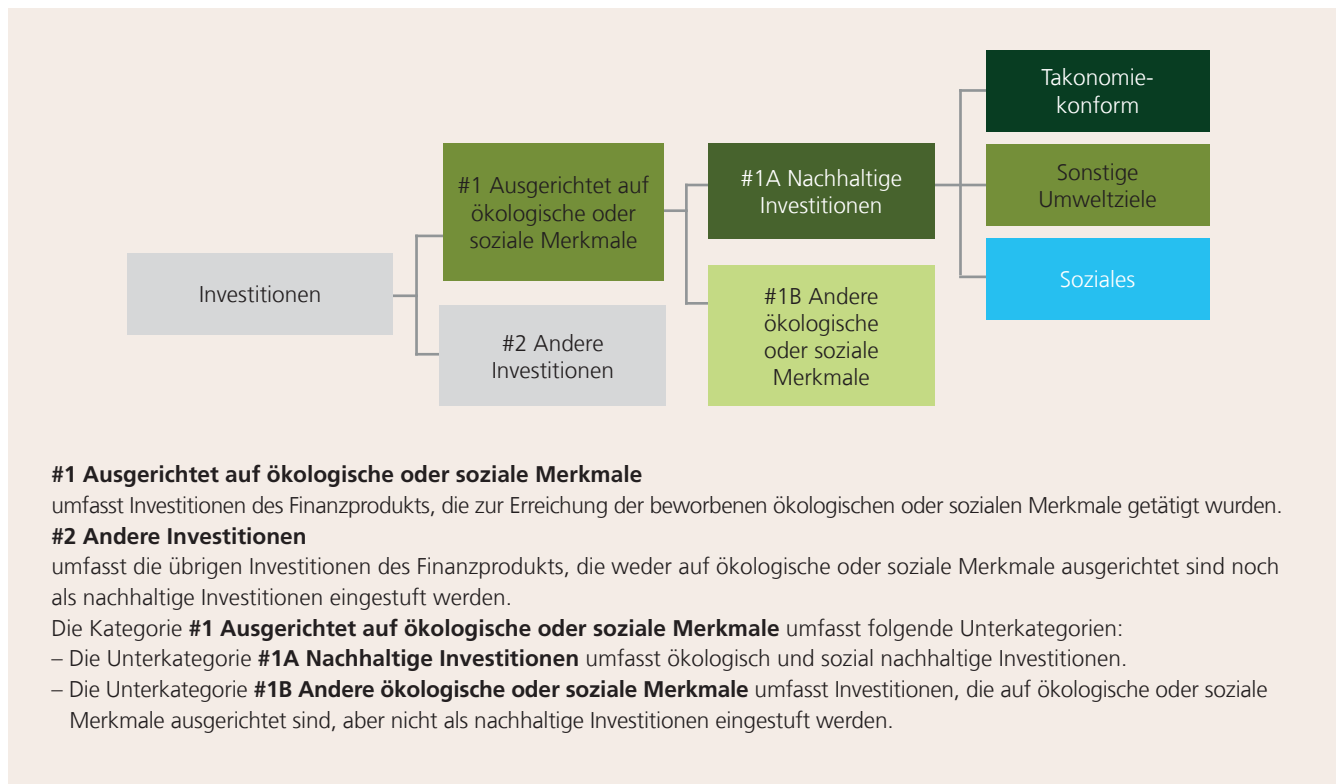 Takonomie-
konform
#1 Ausgerichtet auf
ökologische oder
soziale Merkmale
#1A Nachhaltige
Investitionen
Sonstige
Umweltziele
Investitionen
#2 Andere
Investitionen
#1B Andere
ökologische
oder soziale
Merkmale
Soziales
#1 Ausgerichtet auf ökologische oder soziale Merkmale
umfasst Investitionen des Finanzprodukts, die zur Erreichung der beworbenen ökologischen oder sozialen Merkmale getätigt wurden.
#2 Andere Investitionen
umfasst die übrigen Investitionen des Finanzprodukts, die weder auf ökologische oder soziale Merkmale ausgerichtet sind noch
als nachhaltige Investitionen eingestuft werden.
Die Kategorie #1 Ausgerichtet auf ökologische oder soziale Merkmale umfasst folgende Unterkategorien:
– Die Unterkategorie #1A Nachhaltige Investitionen umfasst ökologisch und sozial nachhaltige Investitionen.
– Die Unterkategorie #1B Andere ökologische oder soziale Merkmale umfasst Investitionen, die auf ökologische oder soziale
Merkmale ausgerichtet sind, aber nicht als nachhaltige Investitionen eingestuft werden.